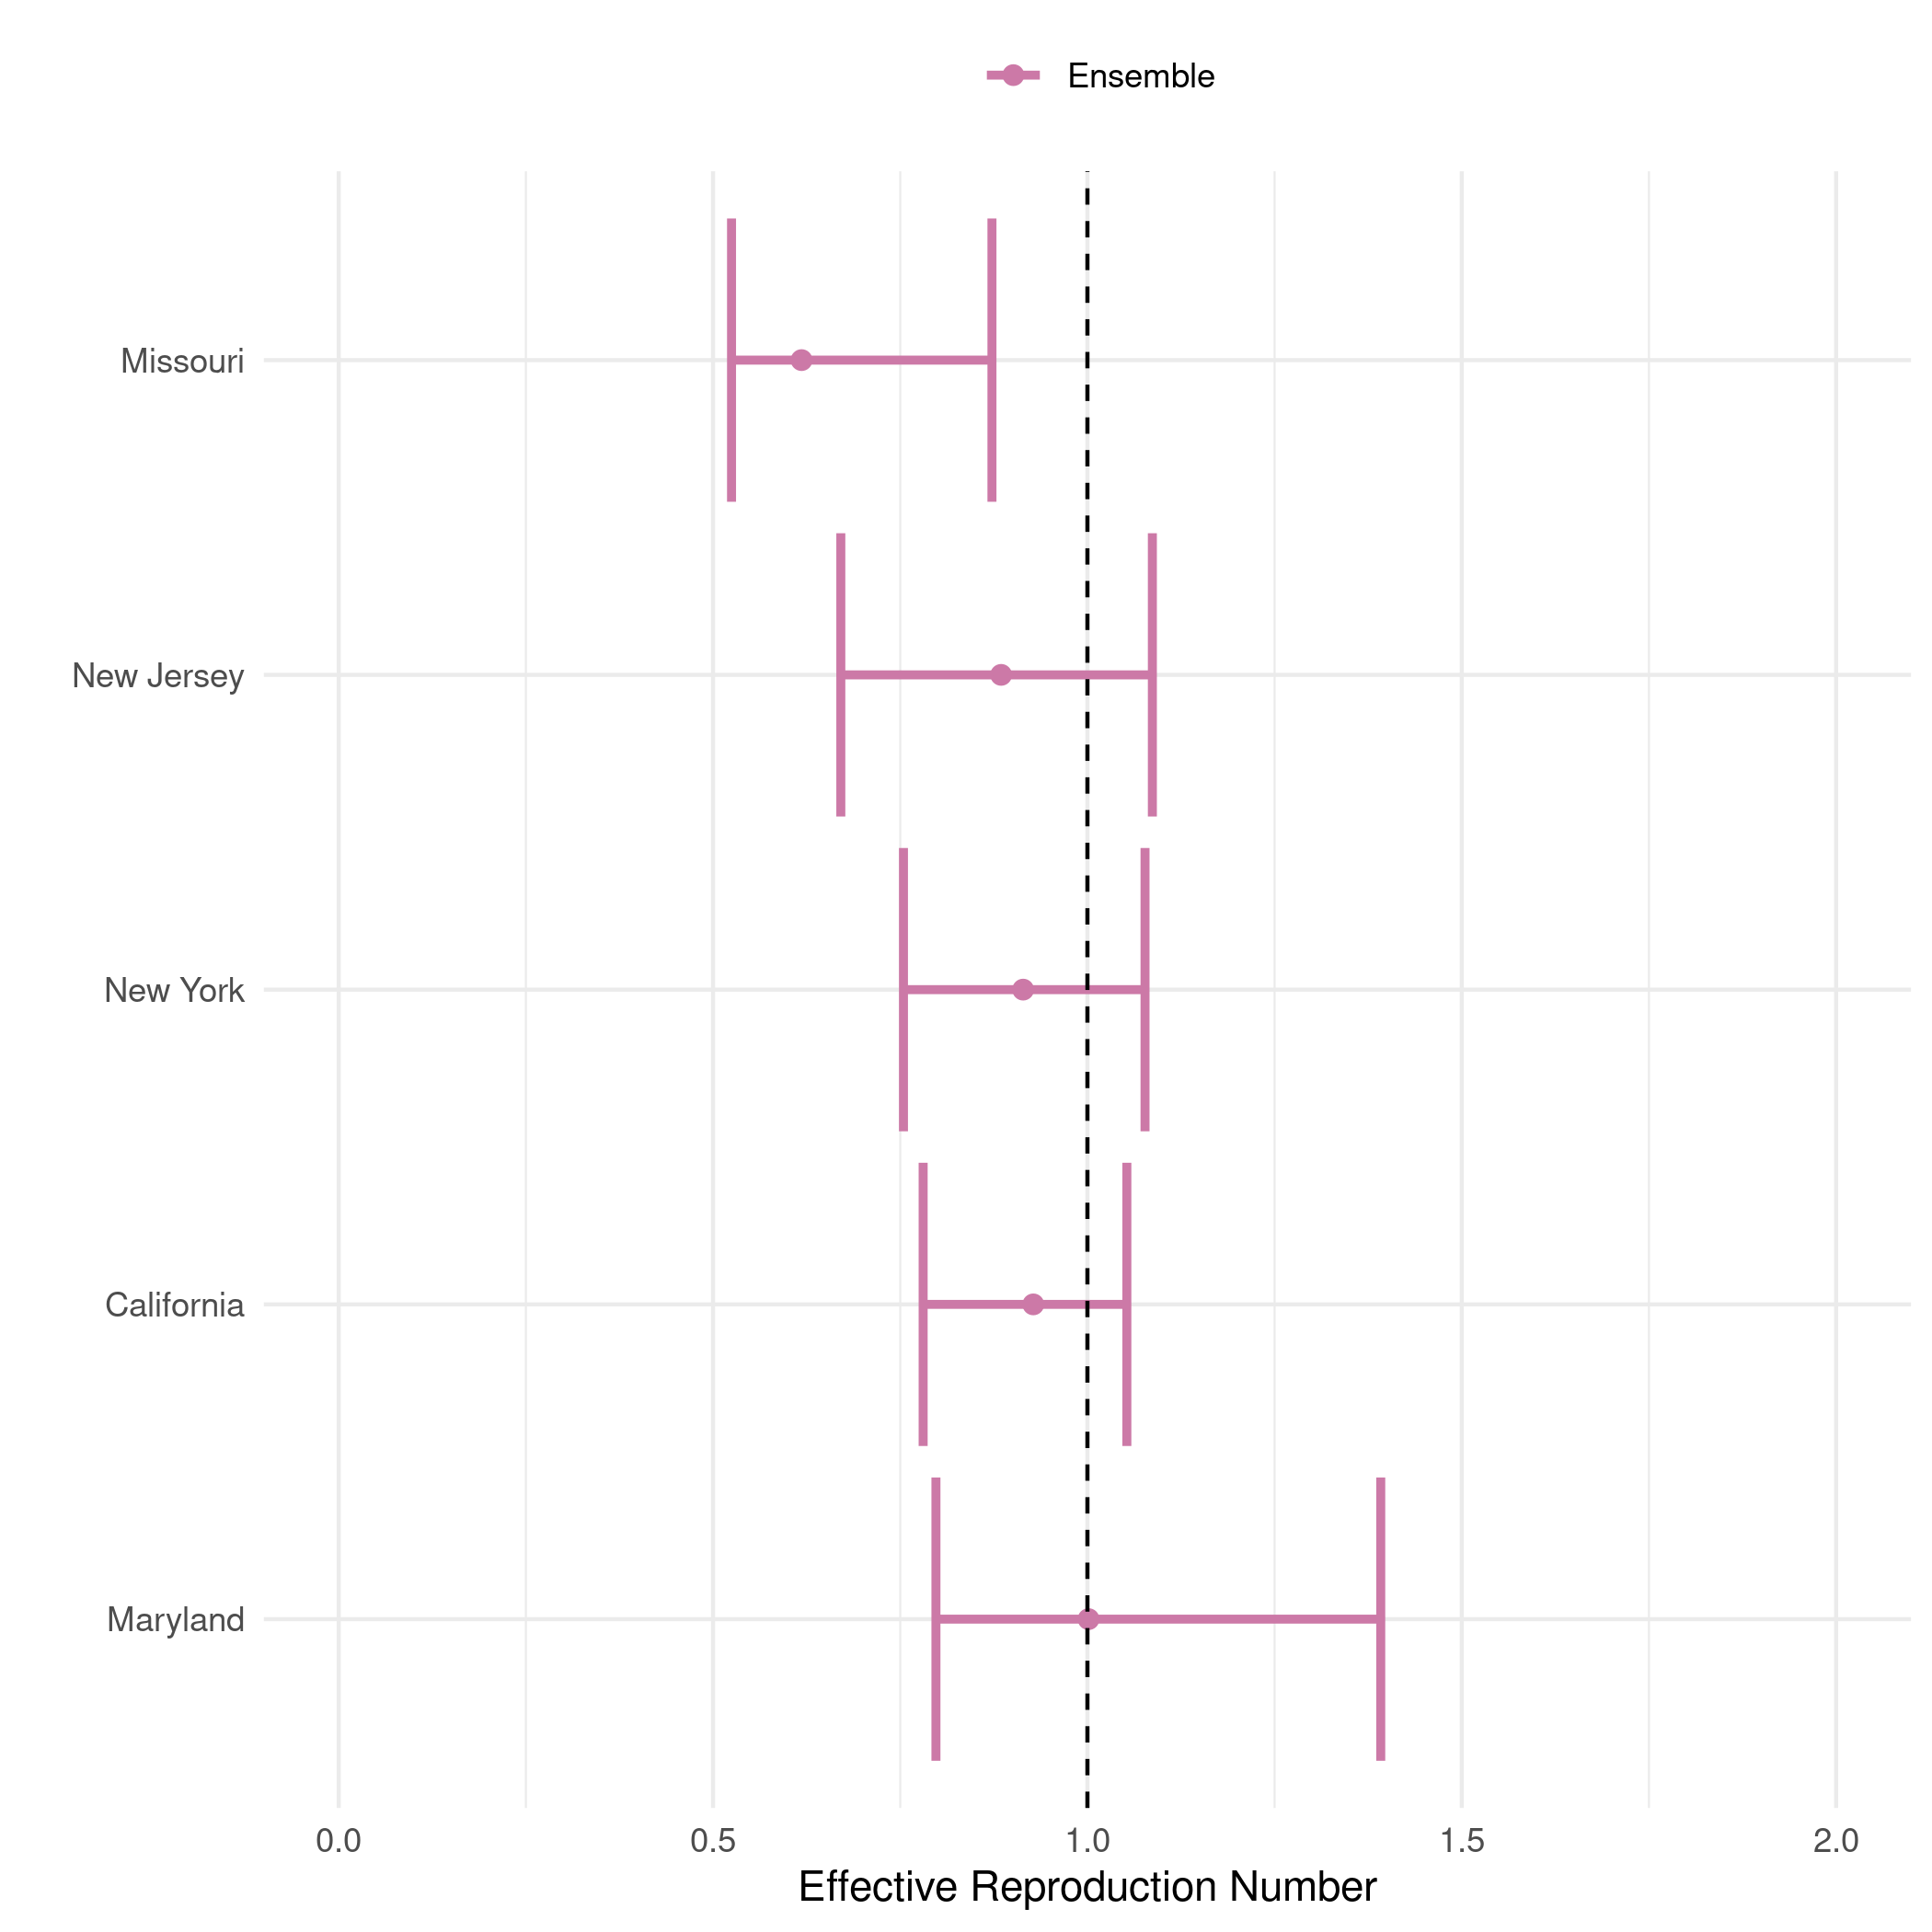 Ensemble
Missouri
New Jersey
New York
California
Maryland
0.0 0.5 1.0 1.5 2.0
Effective Reproduction Number